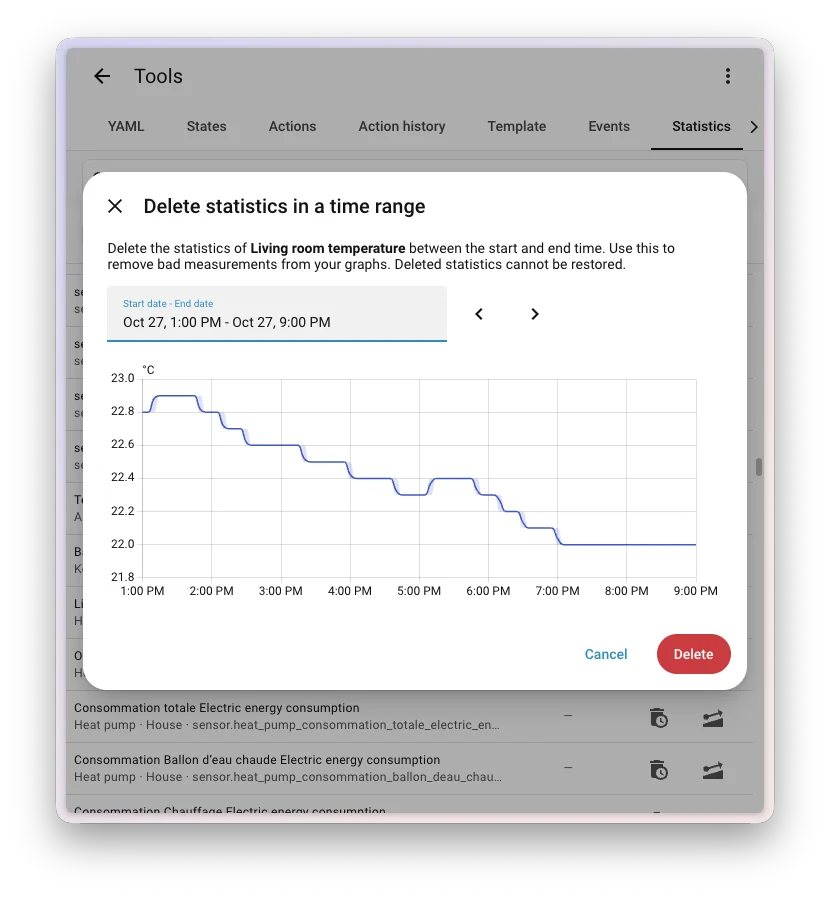 Tools
YAML States Actions Action history Template Events Statistics
Delete statistics in a time range
Delete the statistics of Living room temperature between the start and end time. Use this to
remove bad measurements from your graphs. Deleted statistics cannot be restored.
Start date - End date
Oct 27, 1:00 PM - Oct 27, 9:00 PM
°C
23.0
22.8
22.6
22.4
22.2
22.0
21.8
1:00 PM 2:00 PM 3:00 PM 4:00 PM 5:00 PM 6:00 PM 7:00 PM 8:00 PM 9:00 PM
Cancel Delete
Consommation totale Electric energy consumption
Heat pump · House · sensor.heat_pump_consommation_totale_electric_en…
Consommation Ballon d’eau chaude Electric energy consumption
Heat pump · House · sensor.heat_pump_consommation_ballon_deau_chau…
Consommation Chauffage Electric energy consumption